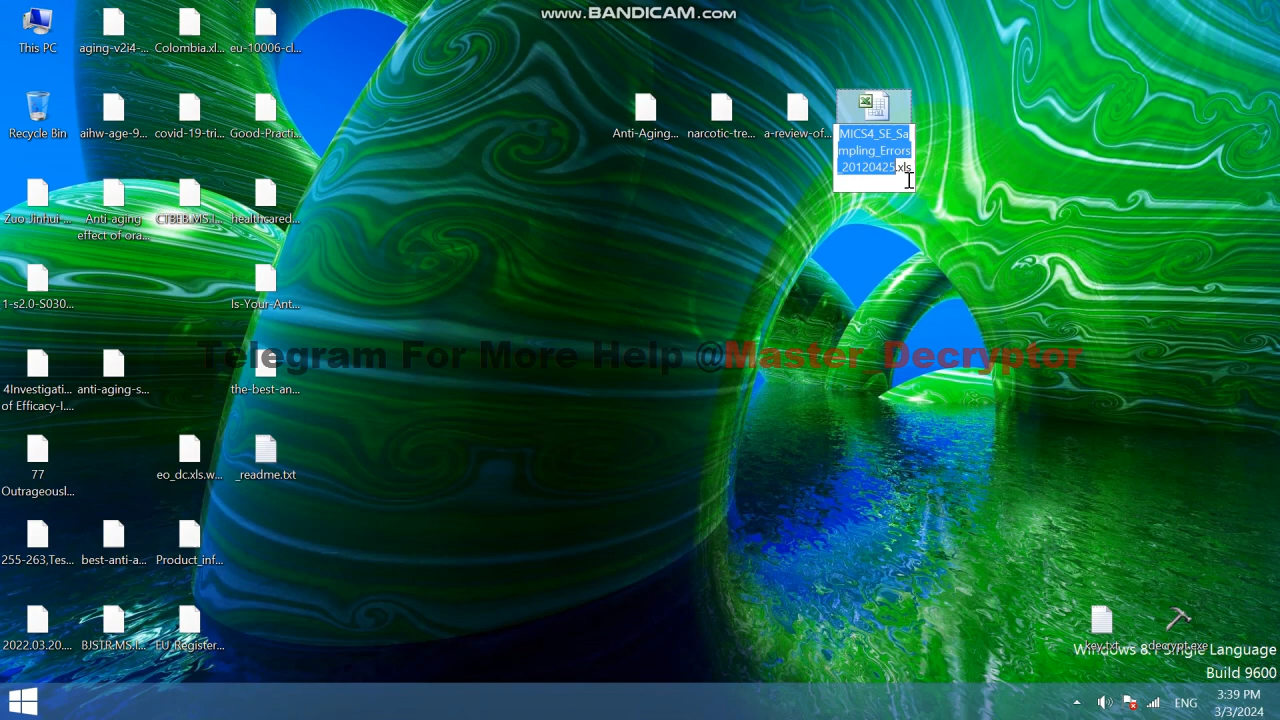 www.BANDICAM.com
This PC
aging-v2i4-...
Colombia.xl...
eu-10006-cl...
Recycle Bin
aihw-age-9...
covid-19-tri...
Good-Practi...
Anti-Aging...
narcotic-tre...
a-review-of...
MICS4_SE_Sa
mpling_Errors
_20120425.xls
Zuo Jinhui-...
Anti-aging
effect of ora...
CTBEB.MS.I...
healthcared...
1-s2.0-S030...
Is-Your-Ant...
Telegram For More Help @Master_Decryptor
4Investigati...
of Efficacy-I....
anti-aging-s...
the-best-an...
77
Outrageousl...
eo_dc.xls.w...
_readme.txt
255-263,Tes...
best-anti-a...
Product_inf...
2022.03.20....
BJSTR.MS.I...
EU_Register...
key.txt
decrypt.exe
Windows 8.1 Single Language
Build 9600
ENG
3:39 PM
3/3/2024